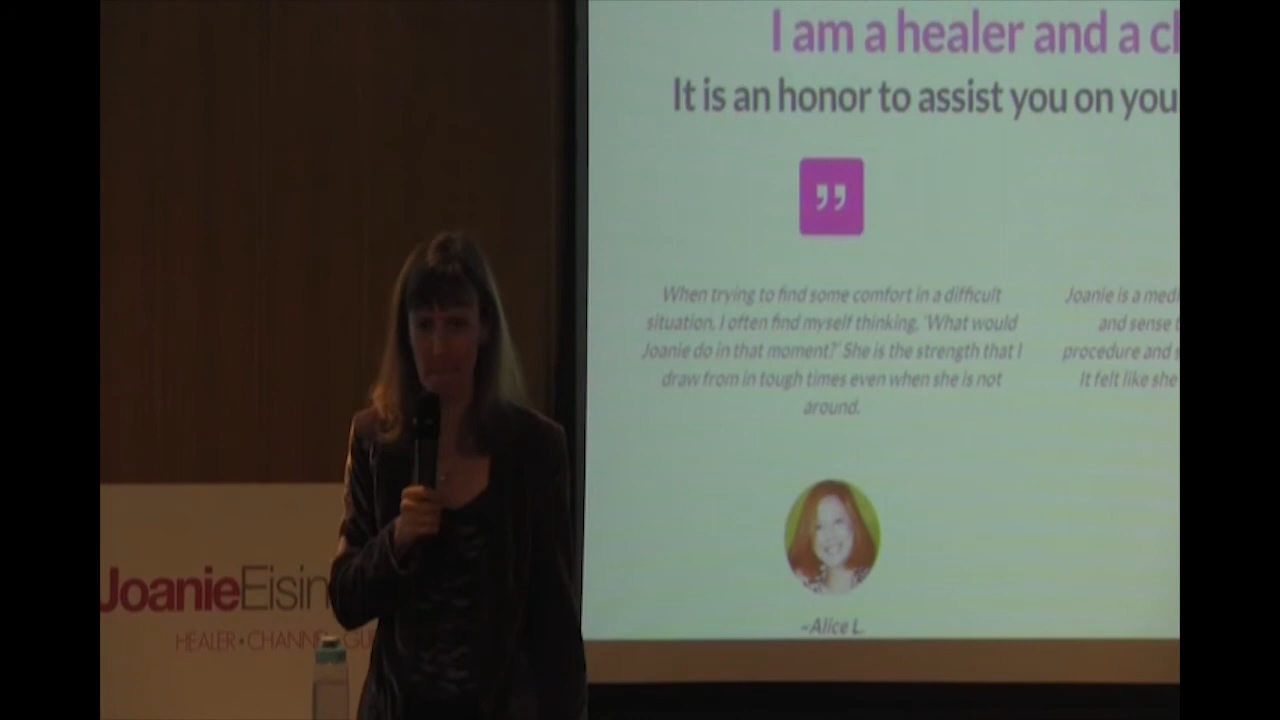 I am a healer and a
It is an honor to assist you on you
”
When trying to find some comfort in a difficult
situation, I often find myself thinking, "What would
Joanie do in that moment?" She is the strength that I
draw from in tough times even when she is not
around.
~Alice L.
Joanie is a medi
and sense t
procedure and s
It felt like she
JoanieEisin
HEALER•CHANN GU